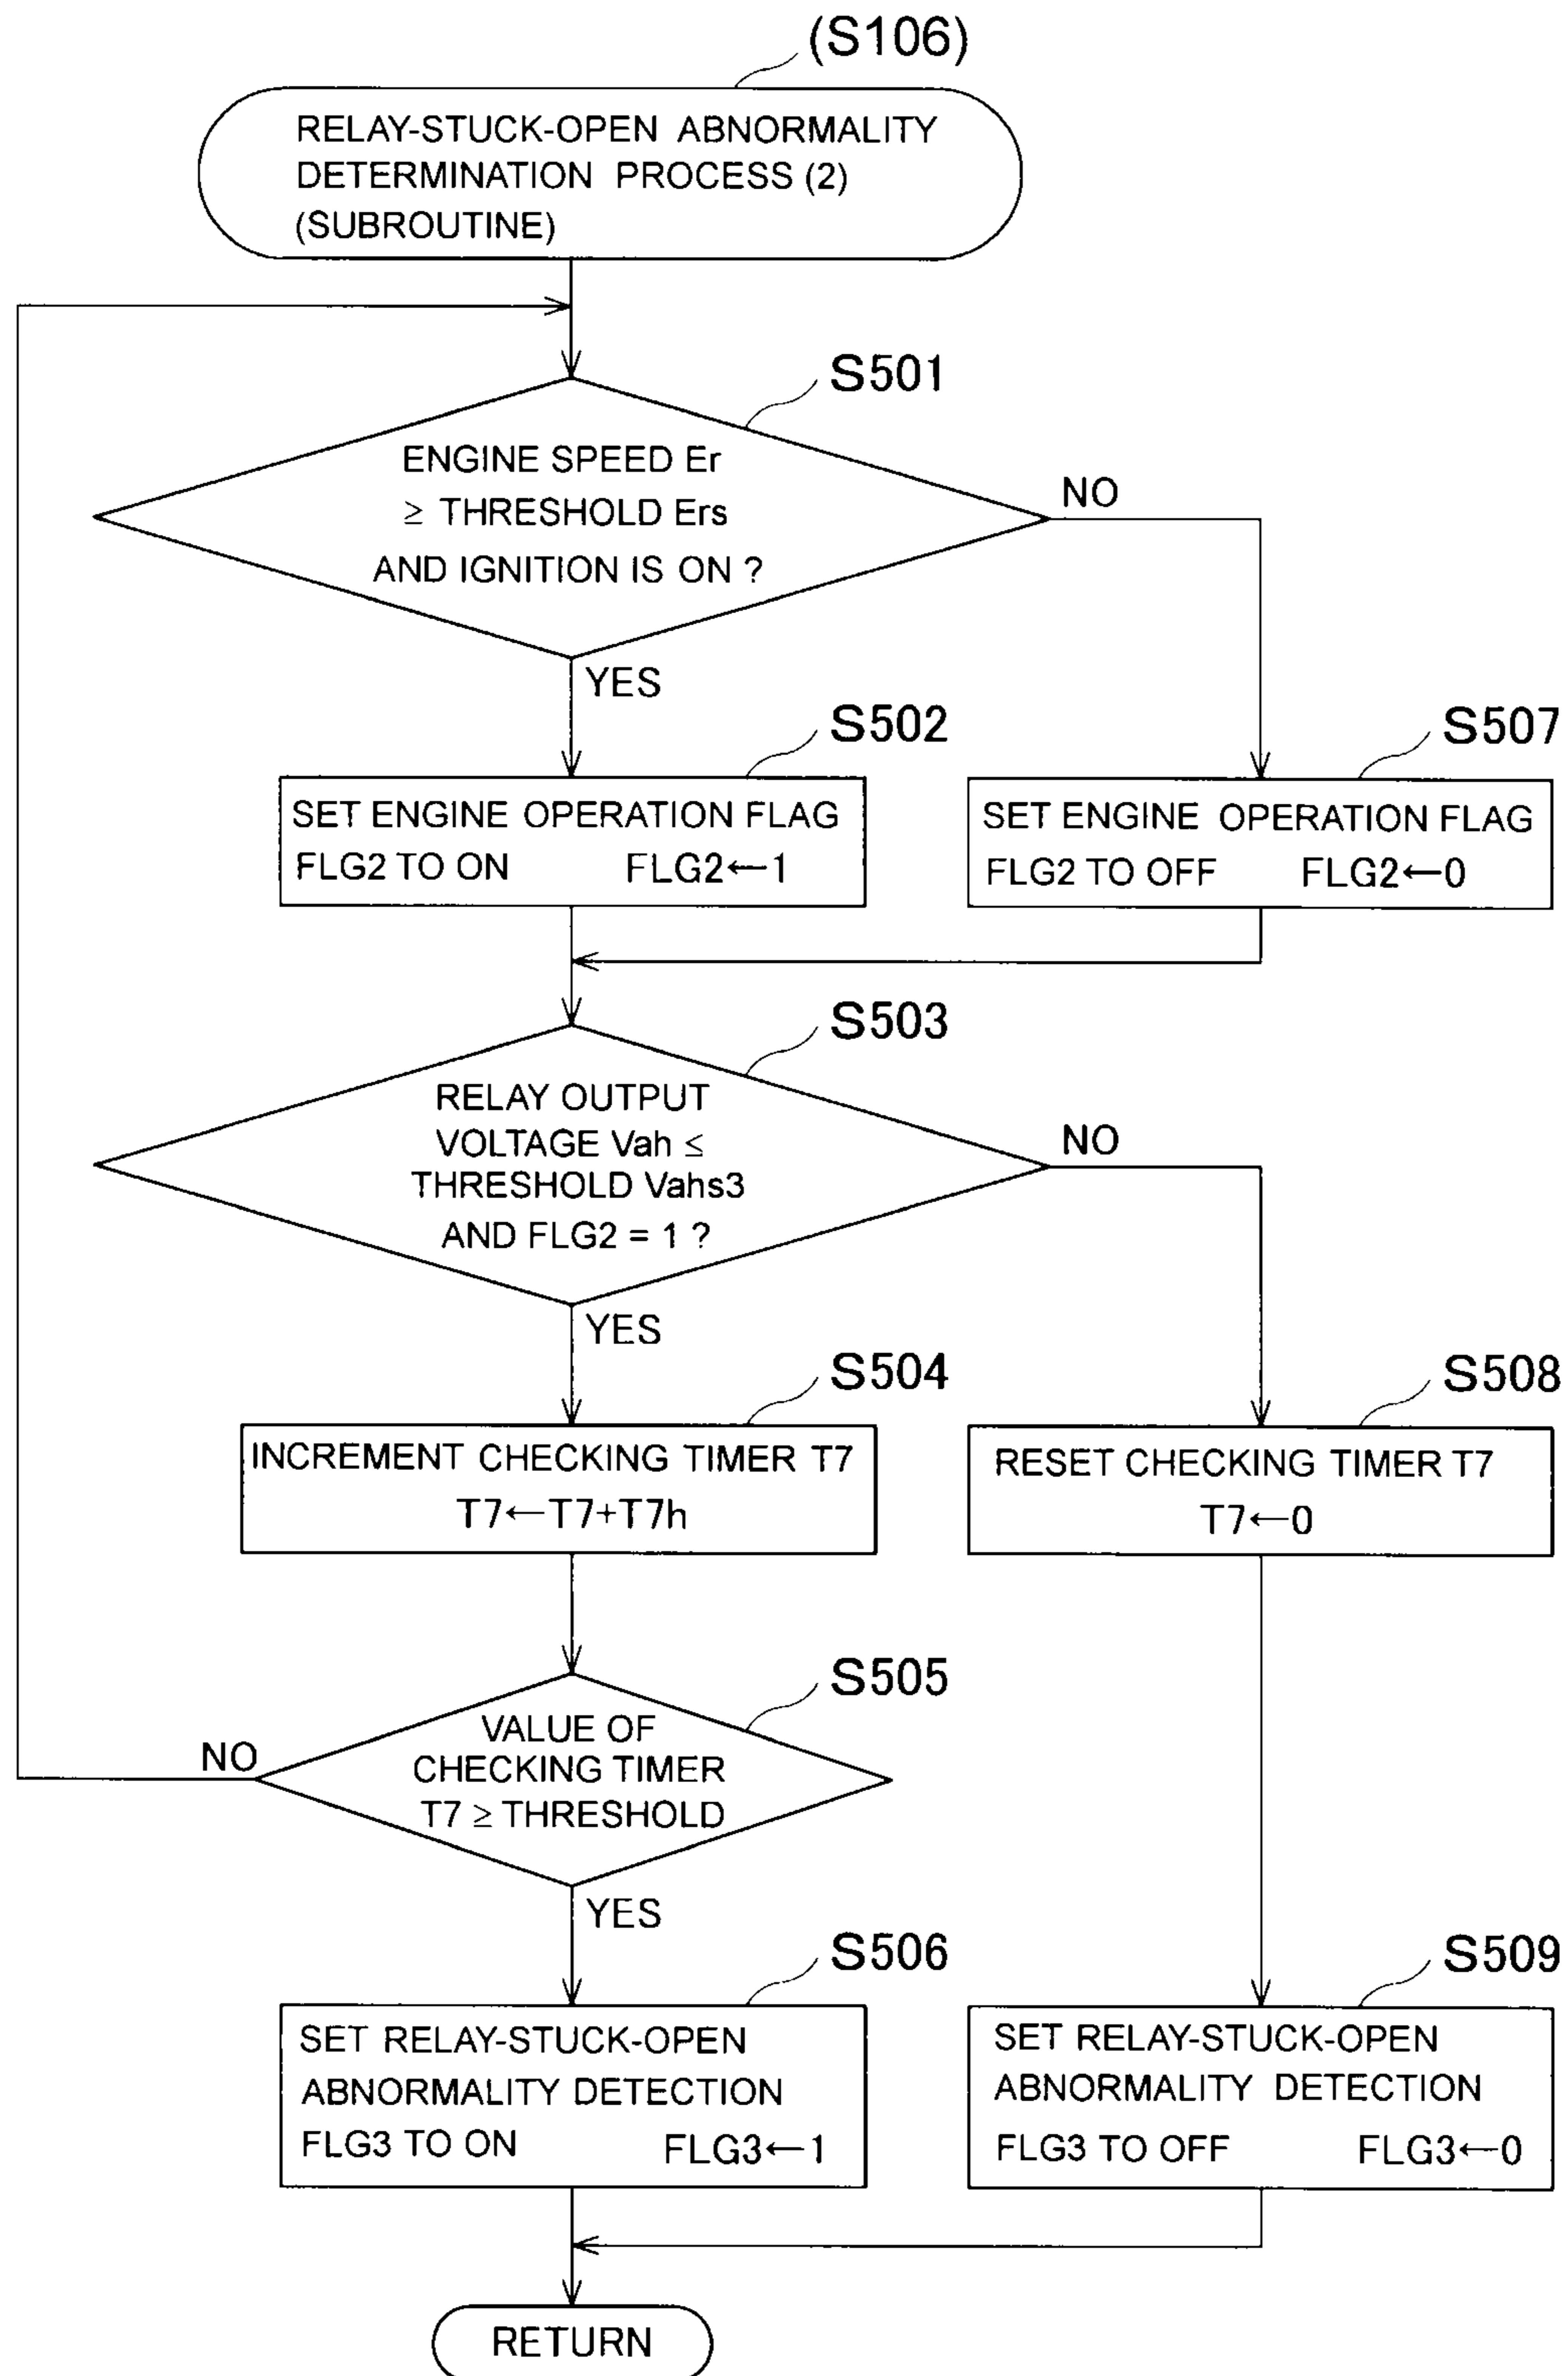 (S106)
RELAY-STUCK-OPEN ABNORMALITY
DETERMINATION PROCESS (2)
(SUBROUTINE)
S501
ENGINE SPEED Er
≥ THRESHOLD Ers
AND IGNITION IS ON ?
NO
YES
S502
SET ENGINE OPERATION FLAG
FLG2 TO ON FLG2←1
S507
SET ENGINE OPERATION FLAG
FLG2 TO OFF FLG2←0
S503
RELAY OUTPUT
VOLTAGE Vah ≤
THRESHOLD Vahs3
AND FLG2 = 1 ?
NO
YES
S504
INCREMENT CHECKING TIMER T7
T7←T7+T7h
S508
RESET CHECKING TIMER T7
T7←0
S505
VALUE OF
CHECKING TIMER
T7 ≥ THRESHOLD
NO
YES
S506
SET RELAY-STUCK-OPEN
ABNORMALITY DETECTION
FLG3 TO ON FLG3←1
S509
SET RELAY-STUCK-OPEN
ABNORMALITY DETECTION
FLG3 TO OFF FLG3←0
RETURN